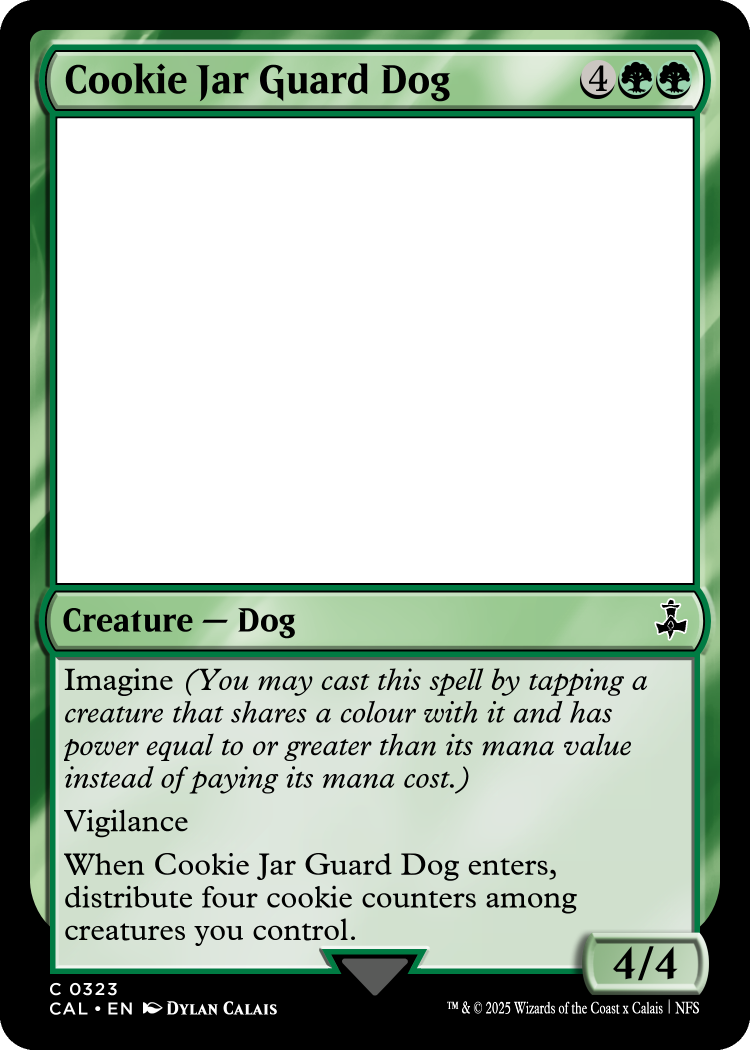 Cookie Jar Guard Dog 4
Creature — Dog
Imagine (You may cast this spell by tapping a
creature that shares a colour with it and has
power equal to or greater than its mana value
instead of paying its mana cost.)
Vigilance
When Cookie Jar Guard Dog enters,
distribute four cookie counters among
creatures you control.
4/4
C 0323
CAL • EN Dylan Calais
™ & © 2025 Wizards of the Coast x Calais | NFS